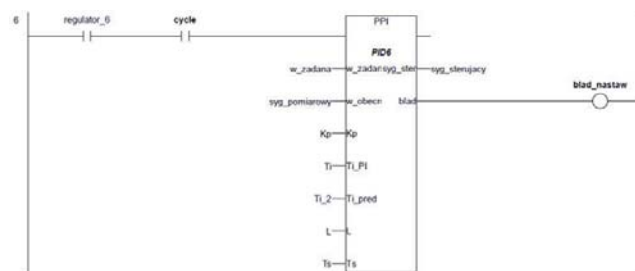 6 regulator_6 cycle PPI
PID6
w_zadana w_zadan syg_ster syg_sterujacy
blad_nastaw
syg_pomiarowy w_obecn blad
Kp Kp
Ti Ti_PI
Ti_2 Ti_pred
L L
Ts Ts